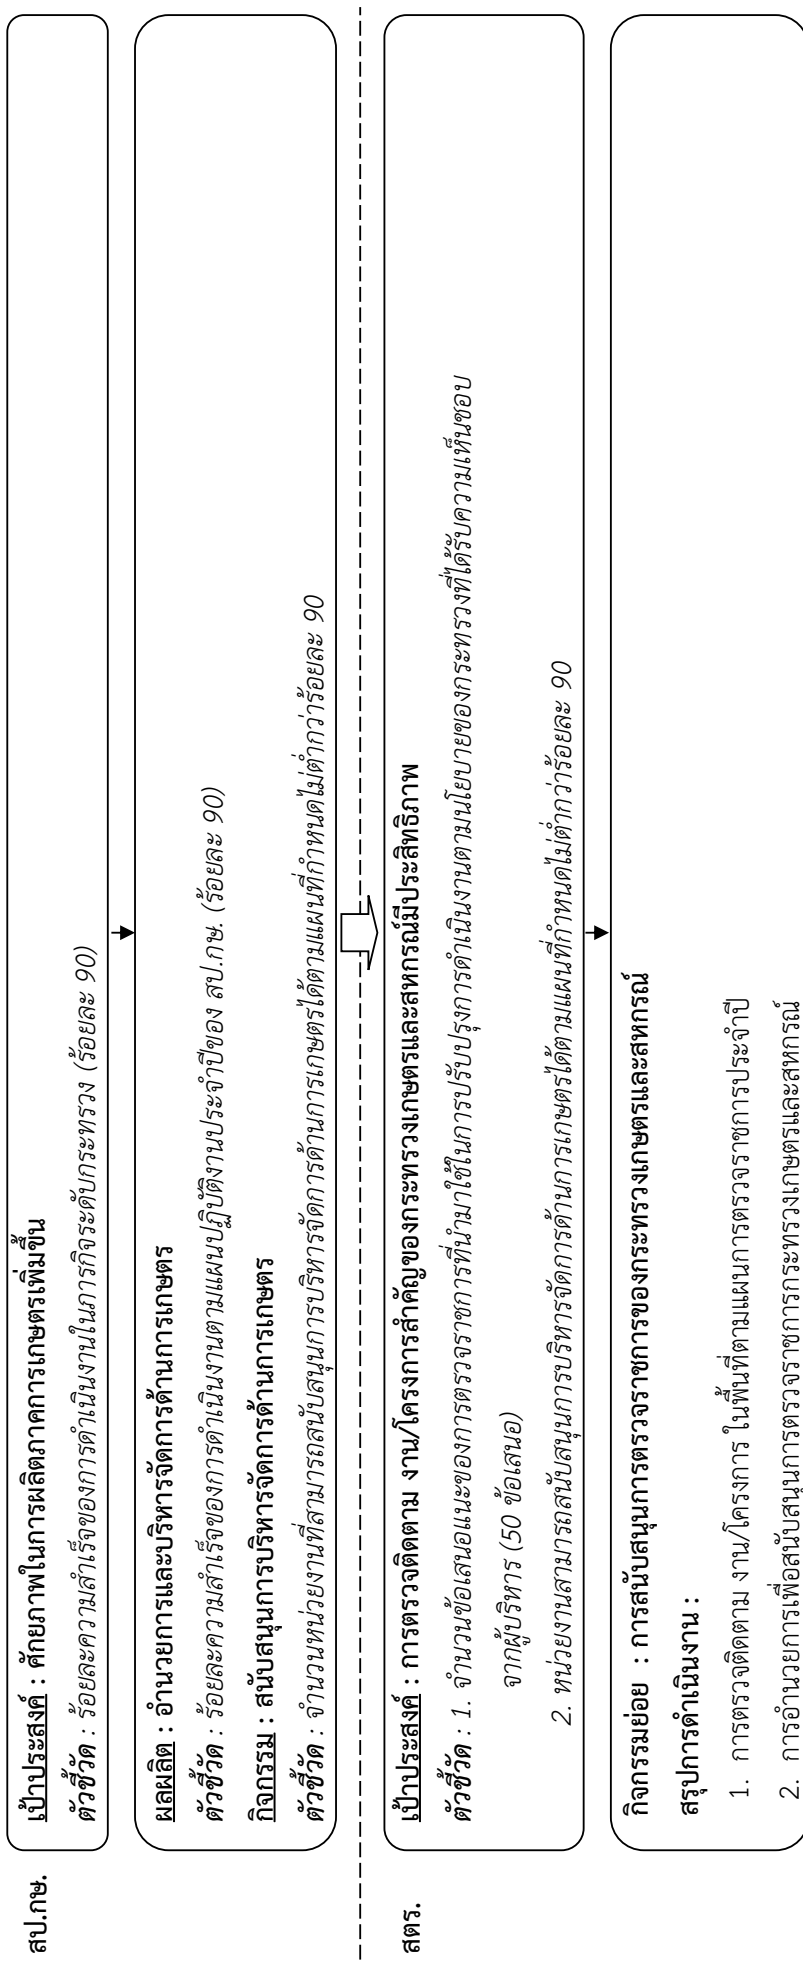 สป.กษ.
เป้าประสงค์ : ศักยภาพในการผลิตภาคการเกษตรเพิ่มขึ้น
ตัวชี้วัด : ร้อยละความสำเร็จของการดำเนินงานในภารกิจระดับกระทรวง (ร้อยละ 90)
ผลผลิต : อำนวยการและบริหารจัดการด้านการเกษตร
ตัวชี้วัด : ร้อยละความสำเร็จของการดำเนินงานตามแผนปฏิบัติงานประจำปีของ สป.กษ. (ร้อยละ 90)
กิจกรรม : สนับสนุนการบริหารจัดการด้านการเกษตร
ตัวชี้วัด : จำนวนหน่วยงานที่สามารถสนับสนุนการบริหารจัดการด้านการเกษตรได้ตามแผนที่กำหนดไม่ต่ำกว่าร้อยละ 90
สตร.
เป้าประสงค์ : การตรวจติดตาม งาน/โครงการสำคัญของกระทรวงเกษตรและสหกรณ์มีประสิทธิภาพ
ตัวชี้วัด : 1. จำนวนข้อเสนอแนะของการตรวจราชการที่นำมาใช้ในการปรับปรุงการดำเนินงานตามนโยบายของกระทรวงที่ได้รับความเห็นชอบ
จากผู้บริหาร (50 ข้อเสนอ)
2. หน่วยงานสามารถสนับสนุนการบริหารจัดการด้านการเกษตรได้ตามแผนที่กำหนดไม่ต่ำกว่าร้อยละ 90
กิจกรรมย่อย : การสนับสนุนการตรวจราชการของกระทรวงเกษตรและสหกรณ์
สรุปการดำเนินงาน :
1. การตรวจติดตาม งาน/โครงการ ในพื้นที่ตามแผนการตรวจราชการประจำปี
2. การอำนวยการเพื่อสนับสนุนการตรวจราชการกระทรวงเกษตรและสหกรณ์